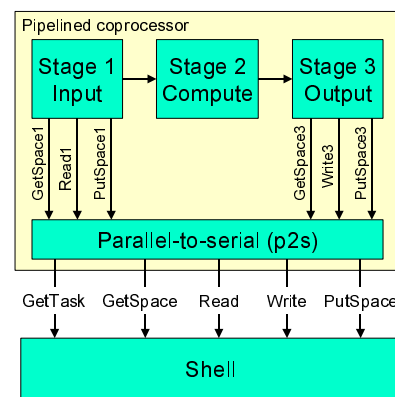 Pipelined coprocessor
Stage 1
Input
Stage 2
Compute
Stage 3
Output
GetSpace1
Read1
PutSpace1
GetSpace3
Write3
PutSpace3
Parallel-to-serial (p2s)
GetTask
GetSpace
Read
Write
PutSpace
Shell